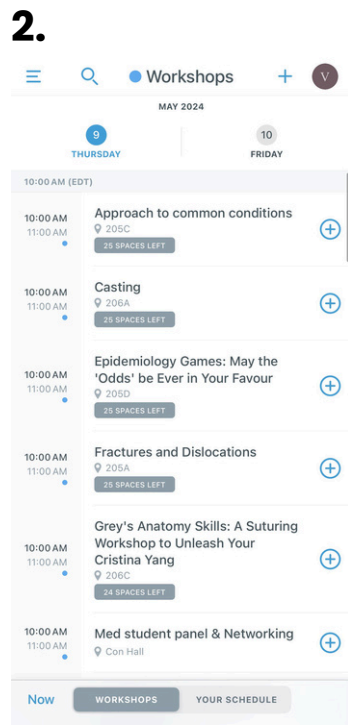 2.
Workshops
+
V
MAY 2024
9
10
THURSDAY
FRIDAY
10:00 AM (EDT)
10:00 AM
11:00 AM
Approach to common conditions
205C
25 SPACES LEFT
10:00 AM
11:00 AM
Casting
206A
25 SPACES LEFT
10:00 AM
11:00 AM
Epidemiology Games: May the
'Odds' be Ever in Your Favour
205D
25 SPACES LEFT
10:00 AM
11:00 AM
Fractures and Dislocations
205A
25 SPACES LEFT
10:00 AM
11:00 AM
Grey's Anatomy Skills: A Suturing
Workshop to Unleash Your
Cristina Yang
206C
24 SPACES LEFT
10:00 AM
11:00 AM
Med student panel & Networking
Con Hall
Now
WORKSHOPS
YOUR SCHEDULE